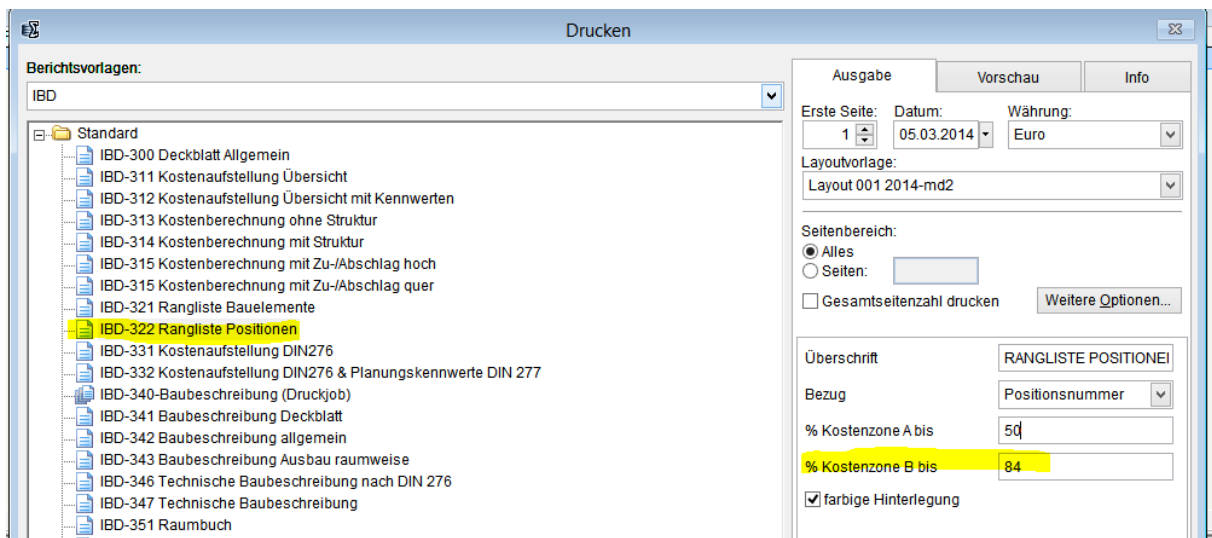 Drucken
Berichtsvorlagen:
IBD
Standard
IBD-300 Deckblatt Allgemein
IBD-311 Kostenaufstellung Übersicht
IBD-312 Kostenaufstellung Übersicht mit Kennwerten
IBD-313 Kostenberechnung ohne Struktur
IBD-314 Kostenberechnung mit Struktur
IBD-315 Kostenberechnung mit Zu-/Abschlag hoch
IBD-315 Kostenberechnung mit Zu-/Abschlag quer
IBD-321 Rangliste Bauelemente
IBD-322 Rangliste Positionen
IBD-331 Kostenaufstellung DIN276
IBD-332 Kostenaufstellung DIN276 & Planungskennwerte DIN 277
IBD-340-Baubeschreibung (Druckjob)
IBD-341 Baubeschreibung Deckblatt
IBD-342 Baubeschreibung allgemein
IBD-343 Baubeschreibung Ausbau raumweise
IBD-346 Technische Baubeschreibung nach DIN 276
IBD-347 Technische Baubeschreibung
IBD-351 Raumbuch
Ausgabe Vorschau Info
Erste Seite: Datum: Währung:
1 05.03.2014 Euro
Layoutvorlage:
Layout 001 2014-md2
Seitenbereich:
Alles
Seiten:
Gesamtseitenzahl drucken Weitere Optionen...
Überschrift RANGLISTE POSITIONEI
Bezug Positionsnummer
% Kostenzone A bis 50
% Kostenzone B bis 84
farbige Hinterlegung